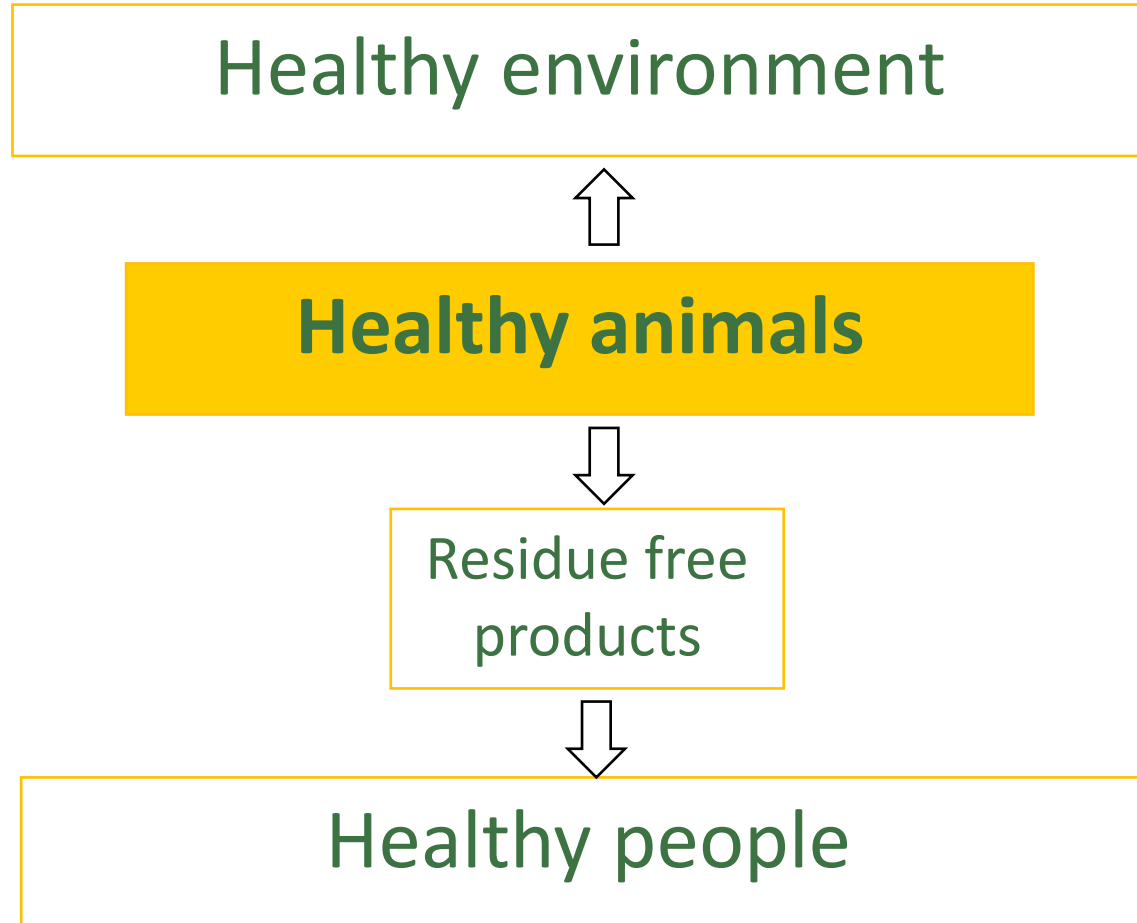 Healthy environment
Healthy animals
Residue free
products
Healthy people